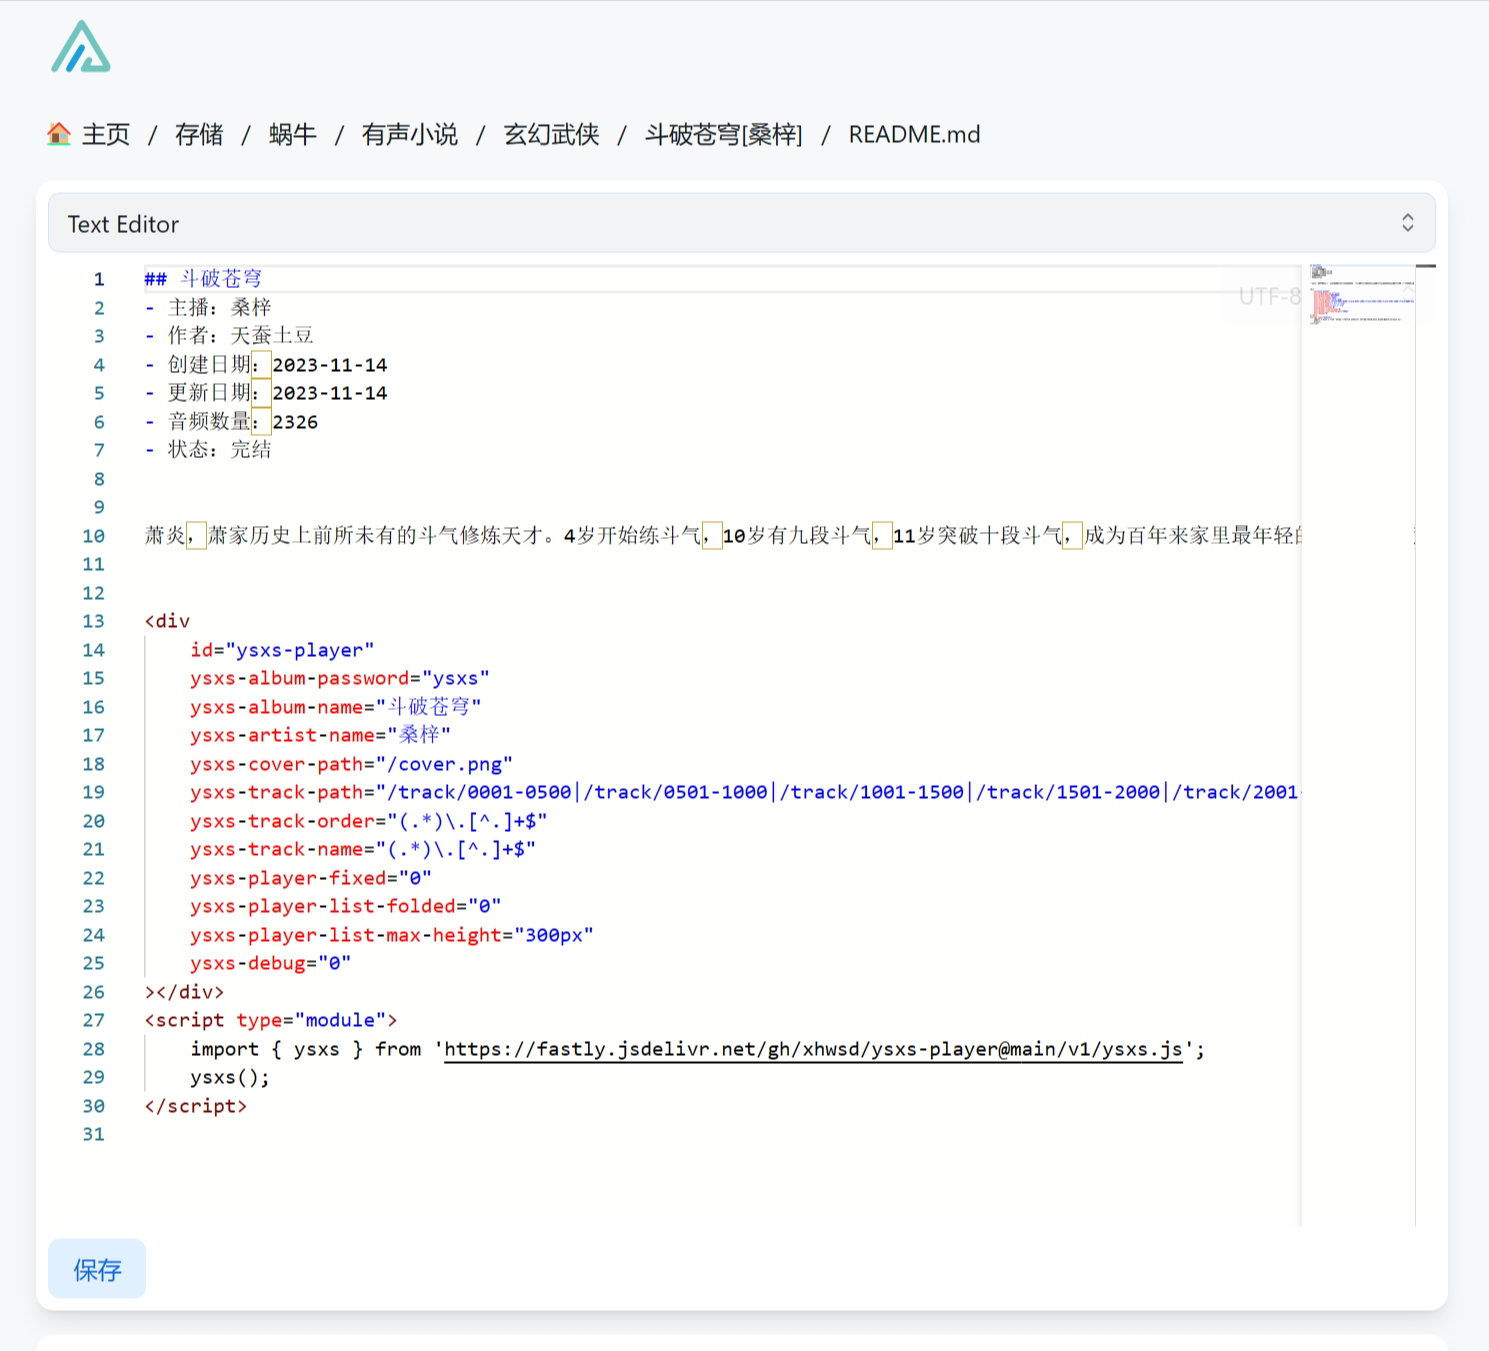 主页 / 存储 / 蜗牛 / 有声小说 / 玄幻武侠 / 斗破苍穹[桑梓] / README.md
Text Editor
UTF-8
1 ## 斗破苍穹
2 - 主播：桑梓
3 - 作者：天蚕土豆
4 - 创建日期：2023-11-14
5 - 更新日期：2023-11-14
6 - 音频数量：2326
7 - 状态：完结
8
9
10 萧炎，萧家历史上前所未有的斗气修炼天才。4岁开始练斗气，10岁有九段斗气，11岁突破十段斗气，成为百年来家里最年轻的
11
12
13 <div
14 id="ysxs-player"
15 ysxs-album-password="ysxs"
16 ysxs-album-name="斗破苍穹"
17 ysxs-artist-name="桑梓"
18 ysxs-cover-path="/cover.png"
19 ysxs-track-path="/track/0001-0500|/track/0501-1000|/track/1001-1500|/track/1501-2000|/track/2001-
20 ysxs-track-order="(.*)\.[^.]+$"
21 ysxs-track-name="(.*)\.[^.]+$"
22 ysxs-player-fixed="0"
23 ysxs-player-list-folded="0"
24 ysxs-player-list-max-height="300px"
25 ysxs-debug="0"
26 ></div>
27 <script type="module">
28 import { ysxs } from 'https://fastly.jsdelivr.net/gh/xhwsd/ysxs-player@main/v1/ysxs.js';
29 ysxs();
30 </script>
31
保存